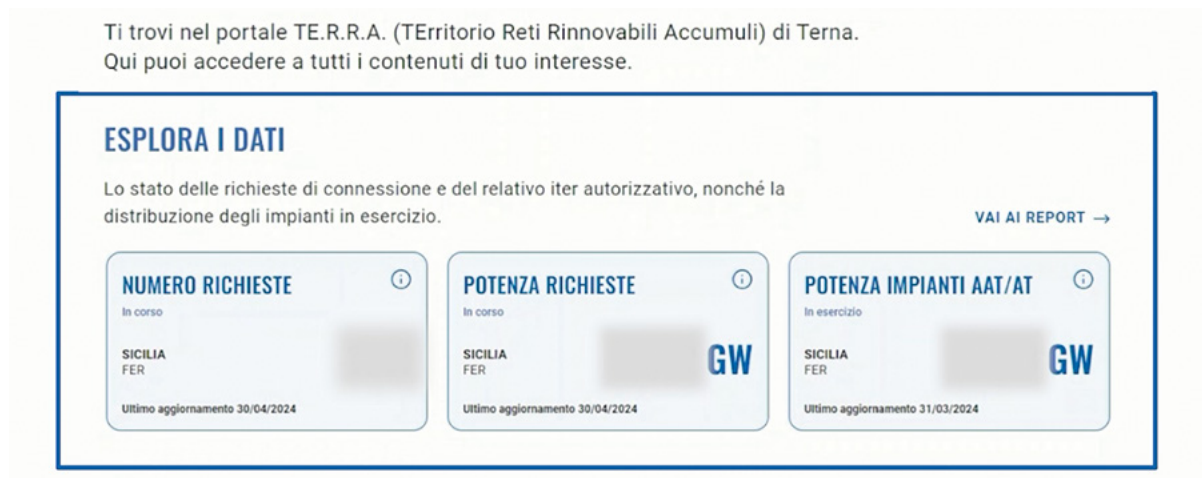 Ti trovi nel portale TE.R.R.A. (TErritorio Reti Rinnovabili Accumuli) di Terna.
Qui puoi accedere a tutti i contenuti di tuo interesse.
ESPLORA I DATI
Lo stato delle richieste di connessione e del relativo iter autorizzativo, nonché la
distribuzione degli impianti in esercizio.
VAI AI REPORT →
NUMERO RICHIESTE
In corso
SICILIA
FER
Ultimo aggiornamento 30/04/2024
POTENZA RICHIESTE
In corso
SICILIA
FER
GW
Ultimo aggiornamento 30/04/2024
POTENZA IMPIANTI AAT/AT
In esercizio
SICILIA
FER
GW
Ultimo aggiornamento 31/03/2024